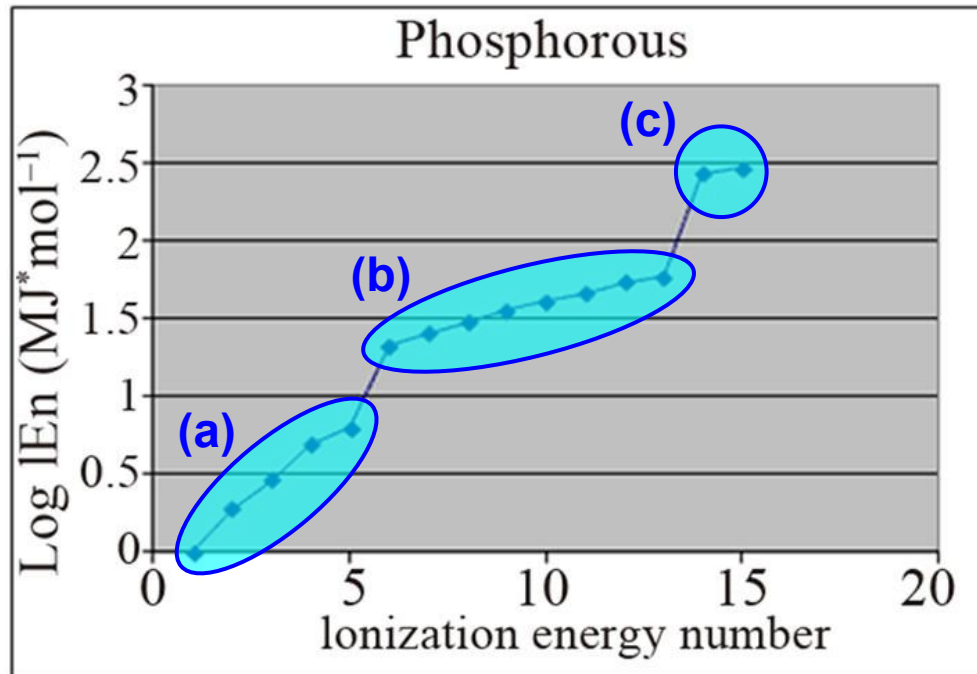 Phosphorous
(c)
(b)
(a)
Log lEn (MJ*mol⁻¹)
3
2.5
2
1.5
1
0.5
0
0 5 10 15 20
Ionization energy number